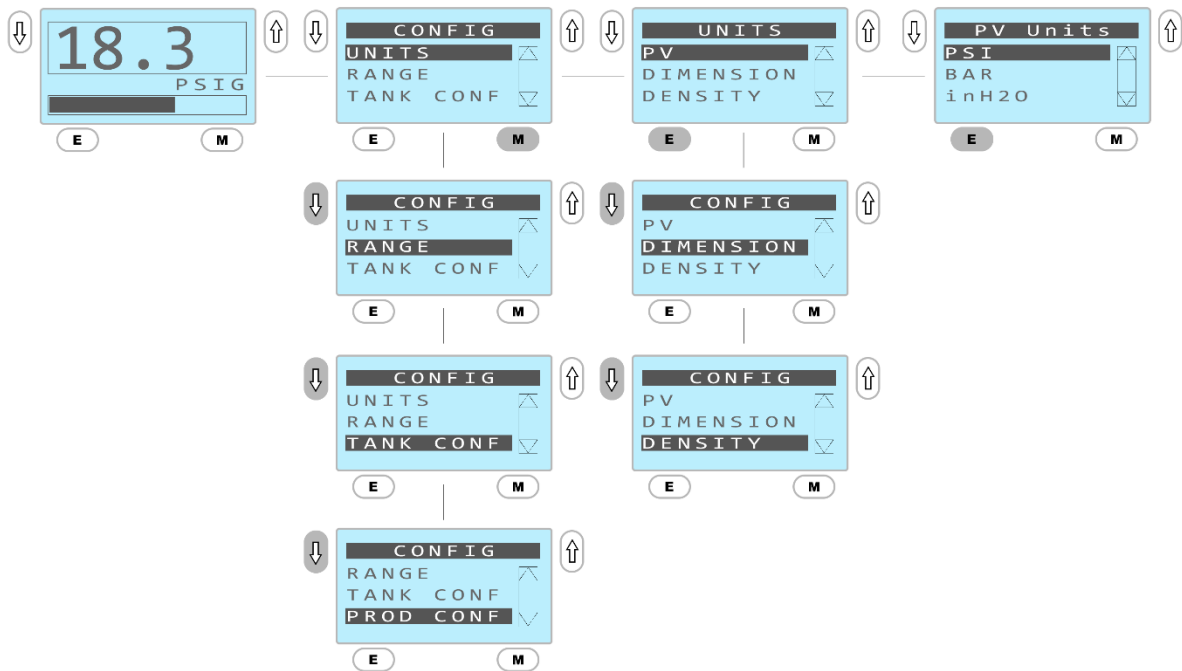 18.3
PSIG
E M
CONFIG
UNITS
RANGE
TANK CONF
E M
UNITS
PV
DIMENSION
DENSITY
E M
PV Units
PSI
BAR
inH2O
E M
CONFIG
UNITS
RANGE
TANK CONF
E M
CONFIG
PV
DIMENSION
DENSITY
E M
CONFIG
UNITS
RANGE
TANK CONF
E M
CONFIG
PV
DIMENSION
DENSITY
E M
CONFIG
RANGE
TANK CONF
PROD CONF
E M